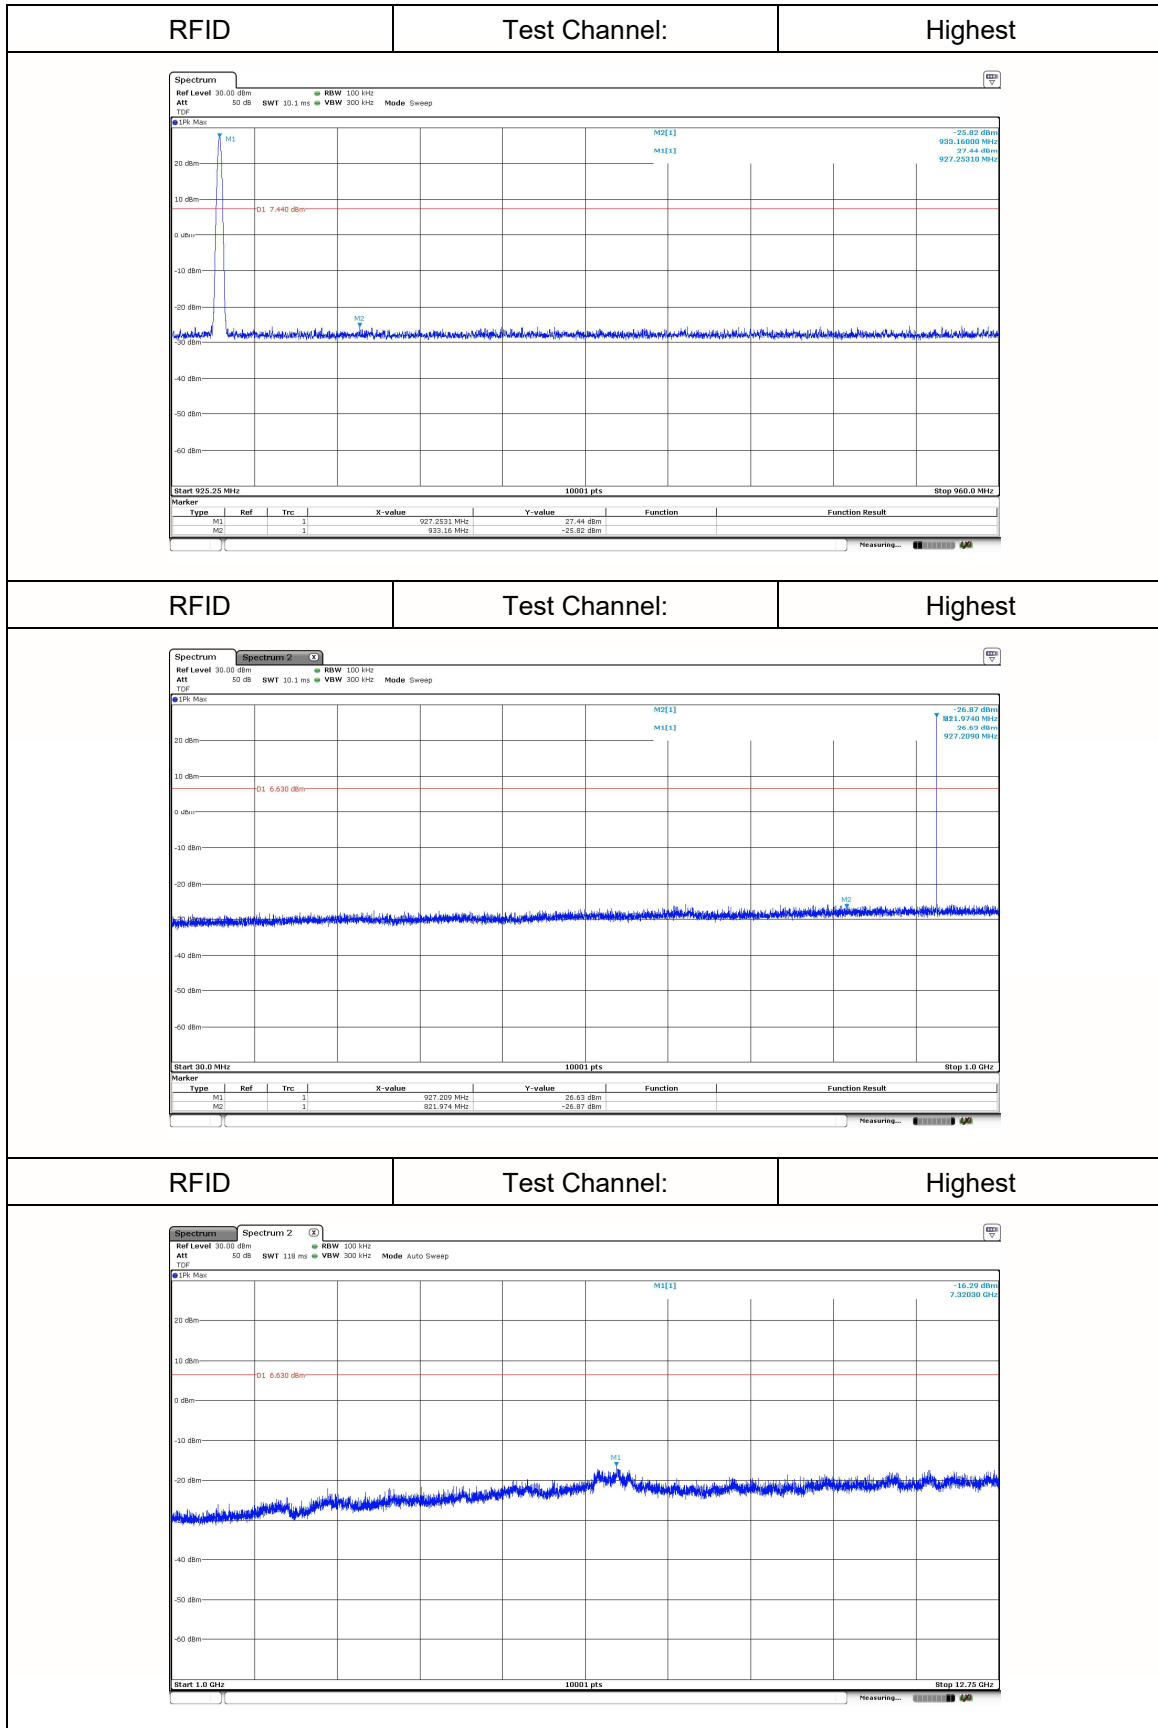 RFID Test Channel: Highest
Spectrum
Ref Level 30.00 dBm RBW 100 kHz
Att 50 dB SWT 10.1 ms VBW 300 kHz Mode Sweep
TDF
1Pk Max
M1
M2[1] -25.82 dBm
933.16000 MHz
M1[1] 27.44 dBm
927.25310 MHz
20 dBm
10 dBm
D1 7.440 dBm
0 dBm
-10 dBm
-20 dBm
M2
-30 dBm
-40 dBm
-50 dBm
-60 dBm
Start 925.25 MHz 10001 pts Stop 960.0 MHz
Marker
Type Ref Trc X-value Y-value Function Function Result
M1 1 927.2531 MHz 27.44 dBm
M2 1 933.16 MHz -25.82 dBm
Measuring...
RFID Test Channel: Highest
Spectrum Spectrum 2
Ref Level 30.00 dBm RBW 100 kHz
Att 50 dB SWT 10.1 ms VBW 300 kHz Mode Sweep
TDF
1Pk Max
M2[1] -26.87 dBm
821.9740 MHz
M1[1] 26.63 dBm
927.2090 MHz
20 dBm
10 dBm
D1 6.630 dBm
0 dBm
-10 dBm
-20 dBm
M2
-30 dBm
-40 dBm
-50 dBm
-60 dBm
Start 30.0 MHz 10001 pts Stop 1.0 GHz
Marker
Type Ref Trc X-value Y-value Function Function Result
M1 1 927.209 MHz 26.63 dBm
M2 1 821.974 MHz -26.87 dBm
Measuring...
RFID Test Channel: Highest
Spectrum Spectrum 2
Ref Level 30.00 dBm RBW 100 kHz
Att 50 dB SWT 118 ms VBW 300 kHz Mode Auto Sweep
TDF
1Pk Max
M1[1] -16.29 dBm
7.32030 GHz
20 dBm
10 dBm
D1 6.630 dBm
0 dBm
-10 dBm
M1
-20 dBm
-40 dBm
-50 dBm
-60 dBm
Start 1.0 GHz 10001 pts Stop 12.75 GHz
Measuring...